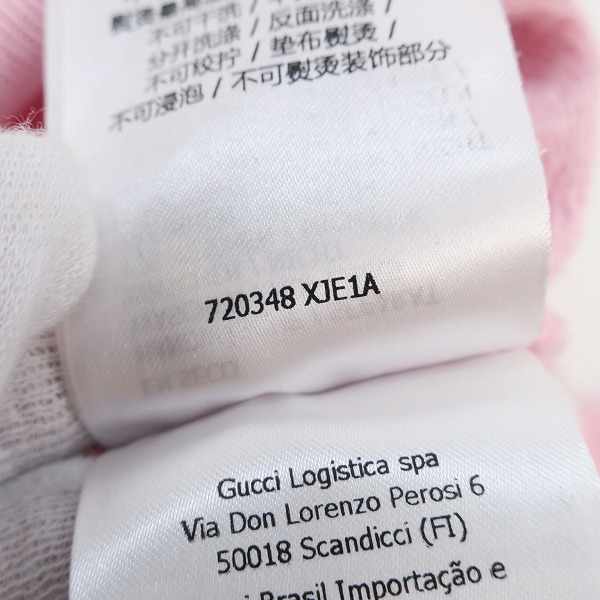 不可干洗 / 反面洗涤 /
分开洗涤 / 垫布熨烫 /
不可绞拧 / 不可熨烫装饰部分
不可浸泡 /
720348 XJE1A
Gucci Logistica spa
Via Don Lorenzo Perosi 6
50018 Scandicci (FI)
Brasil Importação e